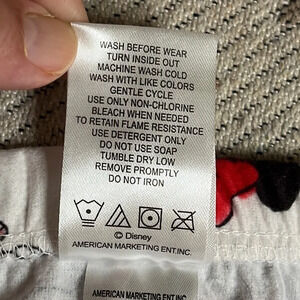 WASH BEFORE WEAR
TURN INSIDE OUT
MACHINE WASH COLD
WASH WITH LIKE COLORS
GENTLE CYCLE
USE ONLY NON-CHLORINE
BLEACH WHEN NEEDED
TO RETAIN FLAME RESISTANCE
USE DETERGENT ONLY
DO NOT USE SOAP
TUMBLE DRY LOW
REMOVE PROMPTLY
DO NOT IRON
© Disney
AMERICAN MARKETING ENT.INC.
AMERICAN MARKETING ENT.INC.